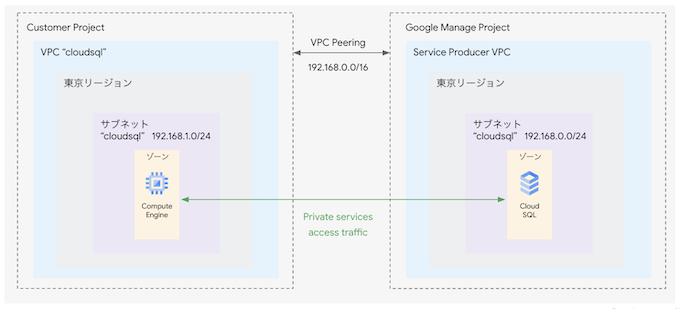 Customer Project
VPC “cloudsql”
東京リージョン
サブネット
“cloudsql” 192.168.1.0/24
ゾーン
Compute
Engine
VPC Peering
192.168.0.0/16
Private services
access traffic
Google Manage Project
Service Producer VPC
東京リージョン
サブネット
“cloudsql” 192.168.0.0/24
ゾーン
Cloud
SQL